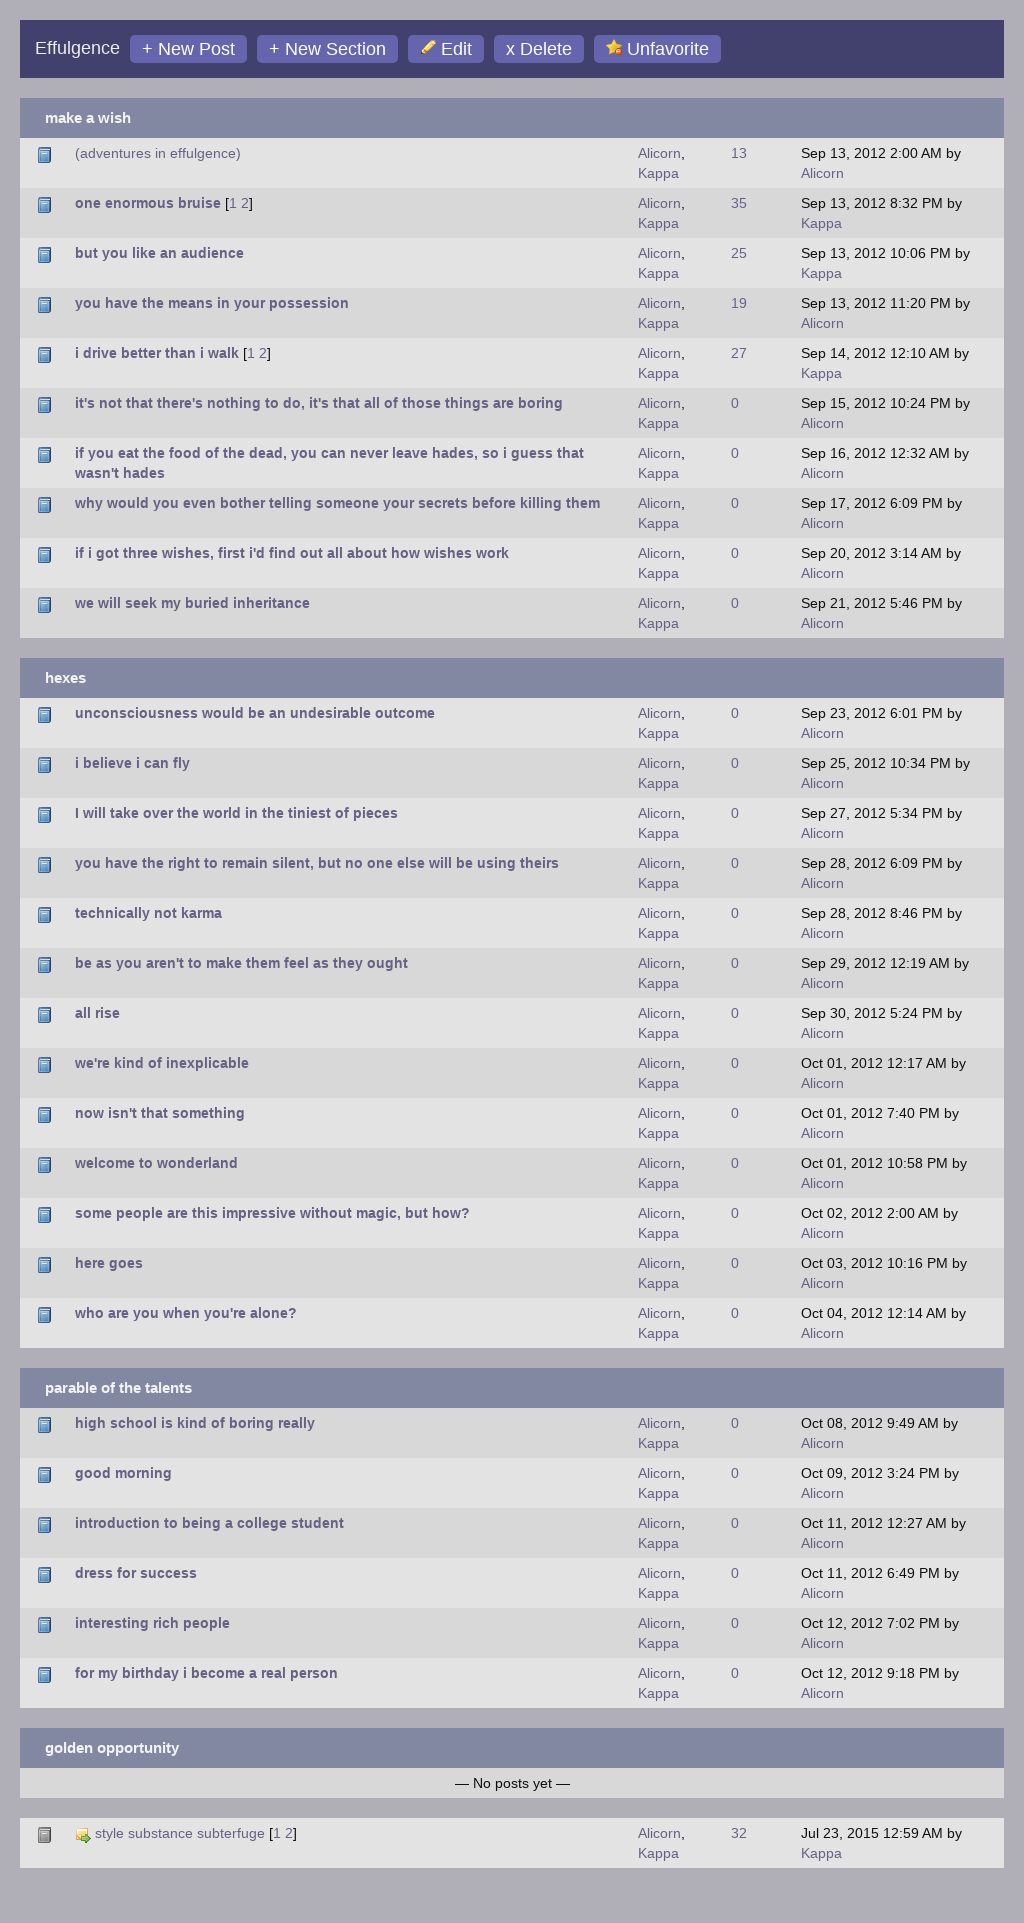 Effulgence + New Post + New Section Edit x Delete Unfavorite
make a wish
(adventures in effulgence) Alicorn, 13 Sep 13, 2012 2:00 AM by
Kappa Alicorn
one enormous bruise [1 2] Alicorn, 35 Sep 13, 2012 8:32 PM by
Kappa Kappa
but you like an audience Alicorn, 25 Sep 13, 2012 10:06 PM by
Kappa Kappa
you have the means in your possession Alicorn, 19 Sep 13, 2012 11:20 PM by
Kappa Alicorn
i drive better than i walk [1 2] Alicorn, 27 Sep 14, 2012 12:10 AM by
Kappa Kappa
it's not that there's nothing to do, it's that all of those things are boring Alicorn, 0 Sep 15, 2012 10:24 PM by
Kappa Alicorn
if you eat the food of the dead, you can never leave hades, so i guess that Alicorn, 0 Sep 16, 2012 12:32 AM by
wasn't hades Kappa Alicorn
why would you even bother telling someone your secrets before killing them Alicorn, 0 Sep 17, 2012 6:09 PM by
Kappa Alicorn
if i got three wishes, first i'd find out all about how wishes work Alicorn, 0 Sep 20, 2012 3:14 AM by
Kappa Alicorn
we will seek my buried inheritance Alicorn, 0 Sep 21, 2012 5:46 PM by
Kappa Alicorn
hexes
unconsciousness would be an undesirable outcome Alicorn, 0 Sep 23, 2012 6:01 PM by
Kappa Alicorn
i believe i can fly Alicorn, 0 Sep 25, 2012 10:34 PM by
Kappa Alicorn
I will take over the world in the tiniest of pieces Alicorn, 0 Sep 27, 2012 5:34 PM by
Kappa Alicorn
you have the right to remain silent, but no one else will be using theirs Alicorn, 0 Sep 28, 2012 6:09 PM by
Kappa Alicorn
technically not karma Alicorn, 0 Sep 28, 2012 8:46 PM by
Kappa Alicorn
be as you aren't to make them feel as they ought Alicorn, 0 Sep 29, 2012 12:19 AM by
Kappa Alicorn
all rise Alicorn, 0 Sep 30, 2012 5:24 PM by
Kappa Alicorn
we're kind of inexplicable Alicorn, 0 Oct 01, 2012 12:17 AM by
Kappa Alicorn
now isn't that something Alicorn, 0 Oct 01, 2012 7:40 PM by
Kappa Alicorn
welcome to wonderland Alicorn, 0 Oct 01, 2012 10:58 PM by
Kappa Alicorn
some people are this impressive without magic, but how? Alicorn, 0 Oct 02, 2012 2:00 AM by
Kappa Alicorn
here goes Alicorn, 0 Oct 03, 2012 10:16 PM by
Kappa Alicorn
who are you when you're alone? Alicorn, 0 Oct 04, 2012 12:14 AM by
Kappa Alicorn
parable of the talents
high school is kind of boring really Alicorn, 0 Oct 08, 2012 9:49 AM by
Kappa Alicorn
good morning Alicorn, 0 Oct 09, 2012 3:24 PM by
Kappa Alicorn
introduction to being a college student Alicorn, 0 Oct 11, 2012 12:27 AM by
Kappa Alicorn
dress for success Alicorn, 0 Oct 11, 2012 6:49 PM by
Kappa Alicorn
interesting rich people Alicorn, 0 Oct 12, 2012 7:02 PM by
Kappa Alicorn
for my birthday i become a real person Alicorn, 0 Oct 12, 2012 9:18 PM by
Kappa Alicorn
golden opportunity
— No posts yet —
style substance subterfuge [1 2] Alicorn, 32 Jul 23, 2015 12:59 AM by
Kappa Kappa